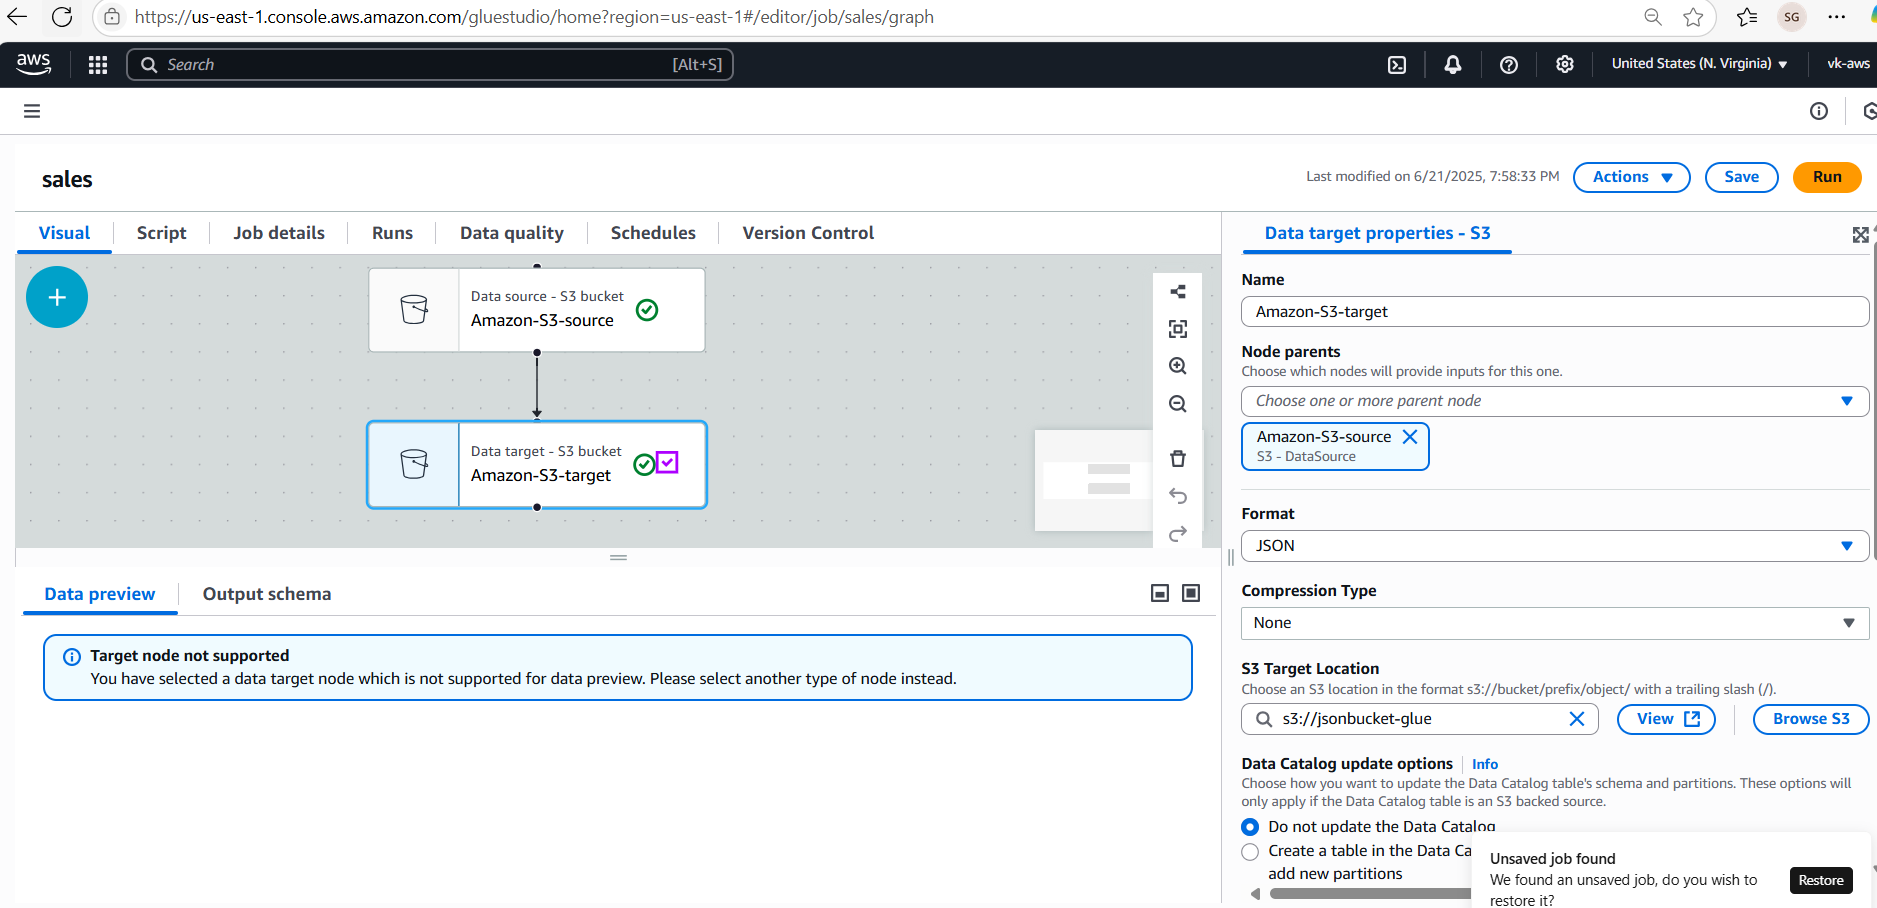 https://us-east-1.console.aws.amazon.com/gluestudio/home?region=us-east-1#/editor/job/sales/graph
SG
aws
Search
[Alt+S]
United States (N. Virginia)
vk-aws
sales
Last modified on 6/21/2025, 7:58:33 PM
Actions
Save
Run
Visual
Script
Job details
Runs
Data quality
Schedules
Version Control
Data source - S3 bucket
Amazon-S3-source
Data target - S3 bucket
Amazon-S3-target
Data preview
Output schema
Target node not supported
You have selected a data target node which is not supported for data preview. Please select another type of node instead.
Data target properties - S3
Name
Amazon-S3-target
Node parents
Choose which nodes will provide inputs for this one.
Choose one or more parent node
Amazon-S3-source
S3 - DataSource
Format
JSON
Compression Type
None
S3 Target Location
Choose an S3 location in the format s3://bucket/prefix/object/ with a trailing slash (/).
s3://jsonbucket-glue
View
Browse S3
Data Catalog update options
Info
Choose how you want to update the Data Catalog table's schema and partitions. These options will
only apply if the Data Catalog table is an S3 backed source.
Do not update the Data Catalog
Create a table in the Data Ca
add new partitions
Unsaved job found
We found an unsaved job, do you wish to
restore it?
Restore